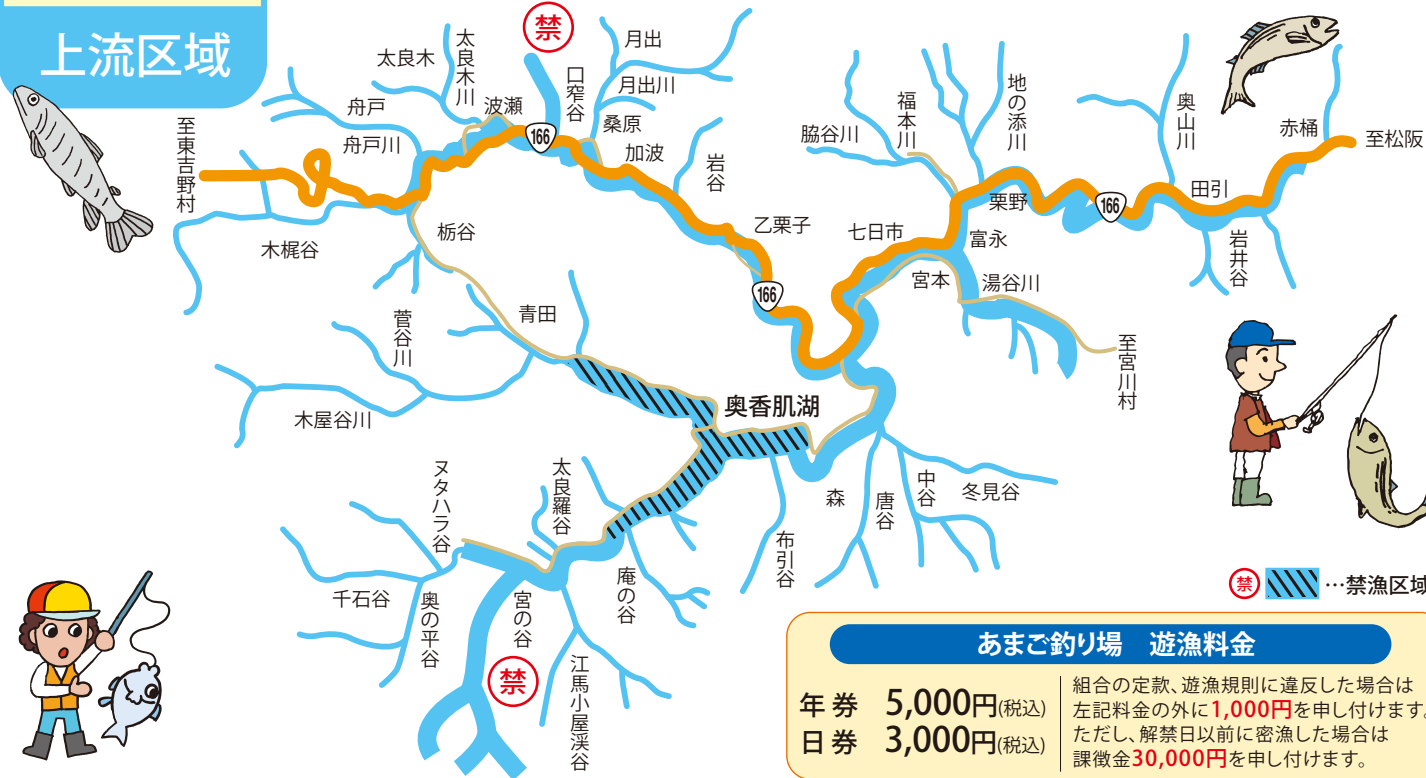 上流区域
禁
太良木
太良木川
月出
月出川
口窄谷
桑原
加波
波瀬
舟戸
舟戸川
至東吉野村
166
岩谷
木梶谷
栃谷
乙栗子
166
脇谷川
福本川
地の添川
奥山川
赤桶
至松阪
田引
岩井谷
166
栗野
七日市
富永
宮本
湯谷川
至宮川村
青田
菅谷川
木屋谷川
奥香肌湖
ヌタハラ谷
太良羅谷
千石谷
奥の平谷
宮の谷
禁
江馬小屋渓谷
庵の谷
布引谷
森
唐谷
中谷
冬見谷
禁 …禁漁区域
あまご釣り場 遊漁料金
年券 5,000円(税込)
日券 3,000円(税込)
組合の定款、遊漁規則に違反した場合は
左記料金の外に1,000円を申し付けます。
ただし、解禁日以前に密漁した場合は
課徴金30,000円を申し付けます。